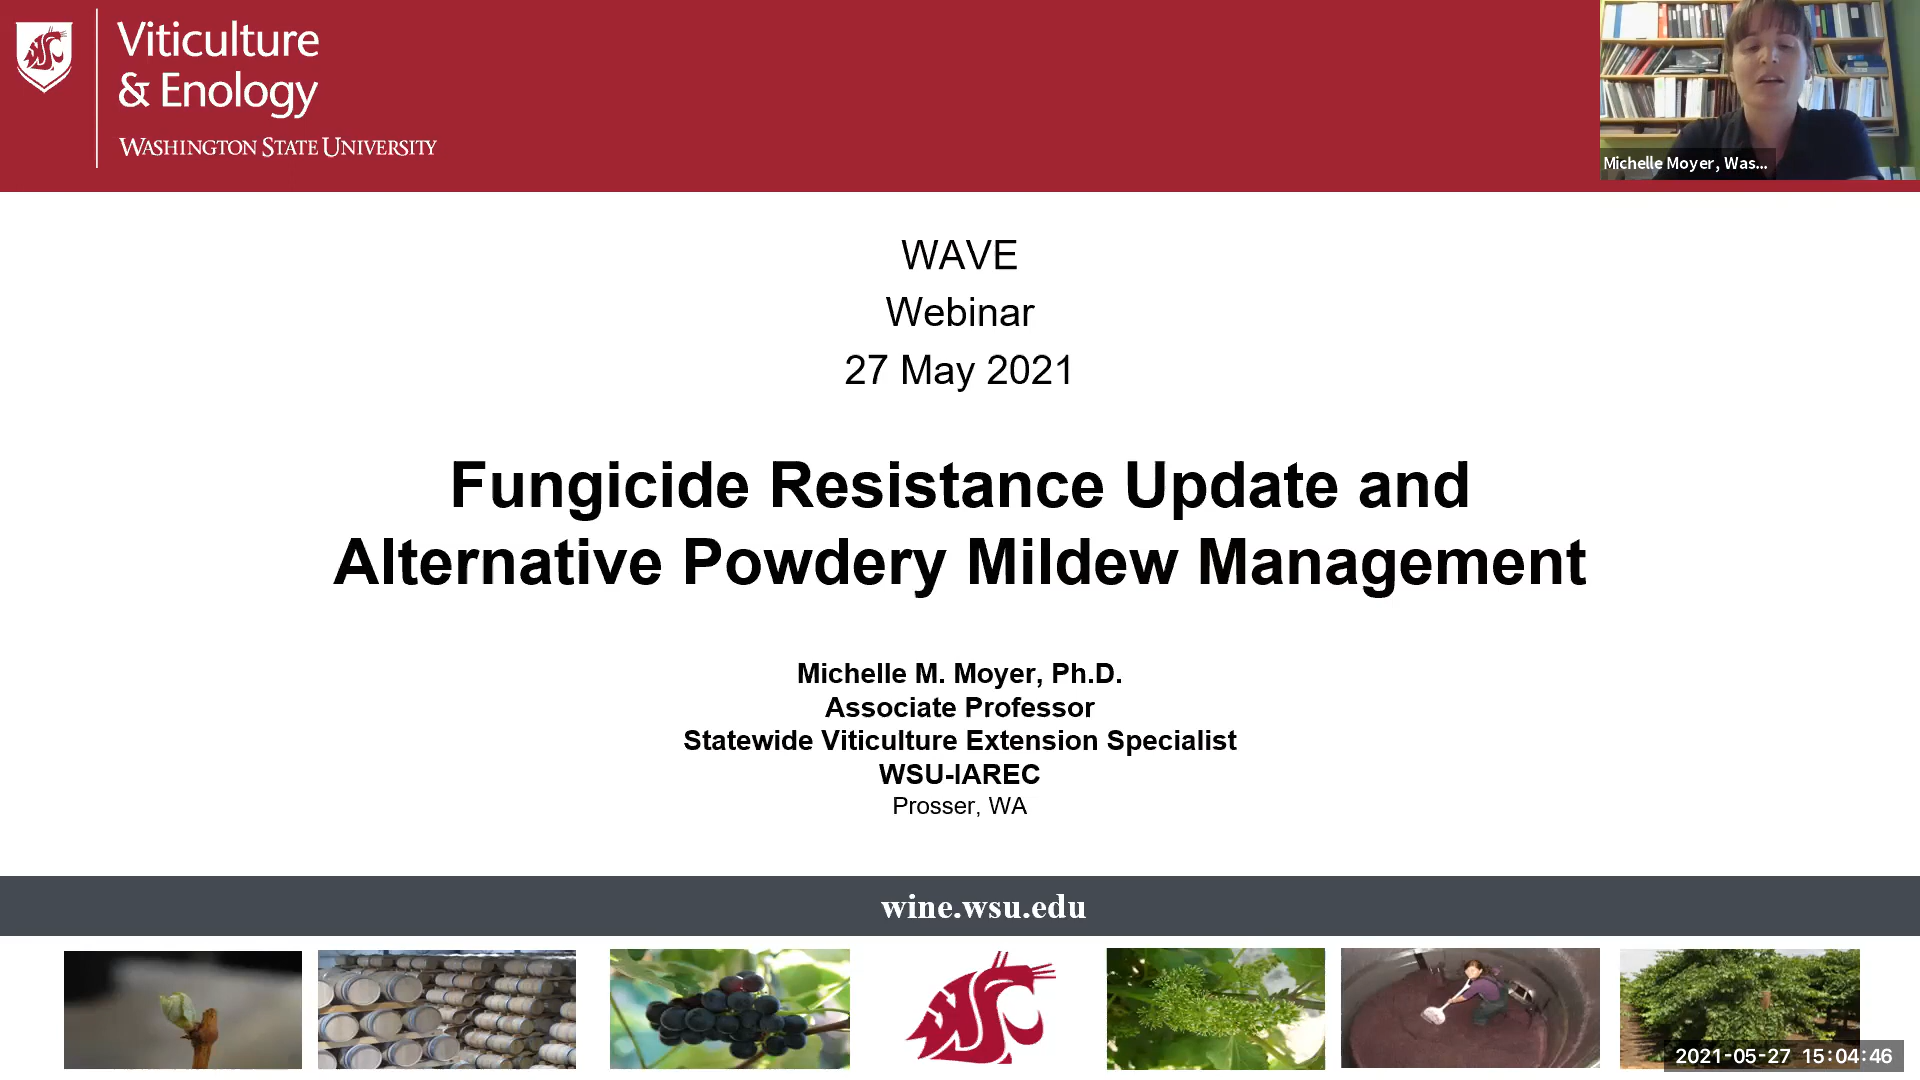 Viticulture
& Enology
WASHINGTON STATE UNIVERSITY
Michelle Moyer, Was...
WAVE
Webinar
27 May 2021
Fungicide Resistance Update and
Alternative Powdery Mildew Management
Michelle M. Moyer, Ph.D.
Associate Professor
Statewide Viticulture Extension Specialist
WSU-IAREC
Prosser, WA
wine.wsu.edu
2021-05-27 15:04:46